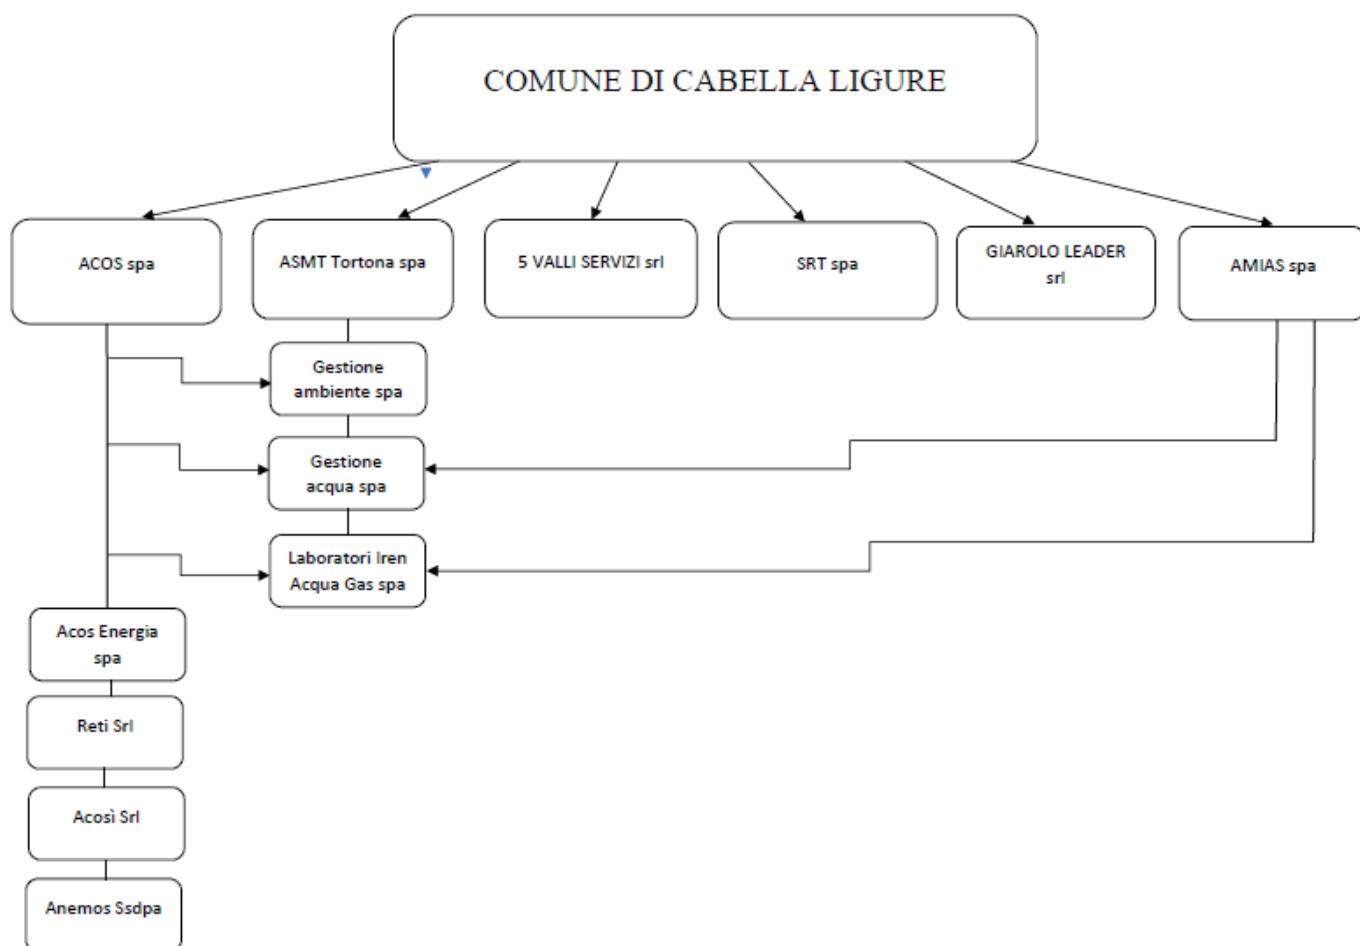 COMUNE DI CABELLA LIGURE
ACOS spa
ASMT Tortona spa
5 VALLI SERVIZI srl
SRT spa
GIAROLO LEADER
srl
AMIAS spa
Gestione
ambiente spa
Gestione
acqua spa
Laboratori Iren
Acqua Gas spa
Acos Energia
spa
Reti Srl
Acosì Srl
Anemos Ssdpa